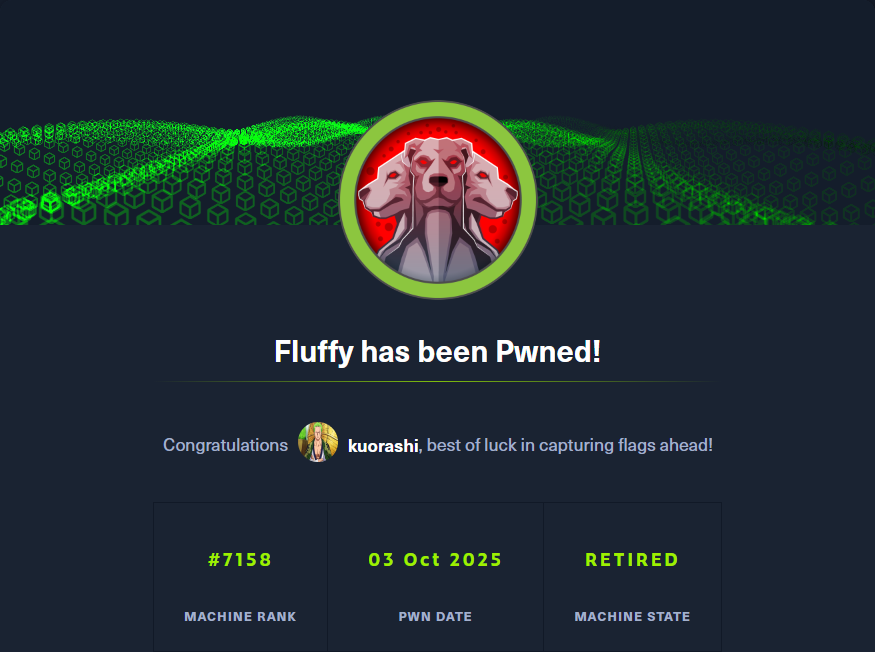 Fluffy has been Pwned!
Congratulations kuorashi, best of luck in capturing flags ahead!
#7158 03 Oct 2025 RETIRED
MACHINE RANK PWN DATE MACHINE STATE